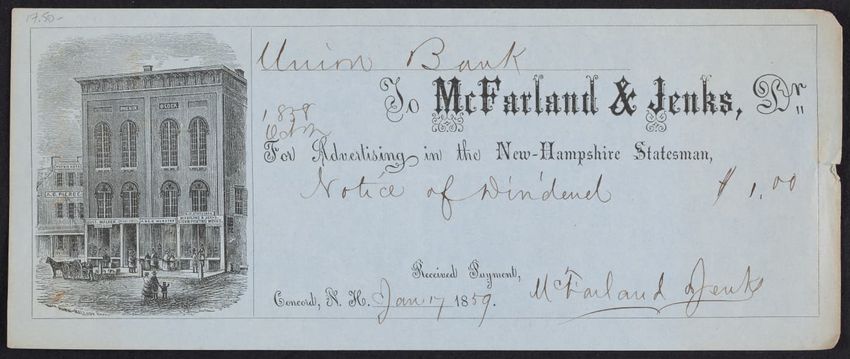 17.50-
Union Bank
To McFarland & Jenks, Dr.
1858
For Advertising in the New-Hampshire Statesman,
Notice of Dividend $1.00
Received Payment,
Concord, N. H. Jan 17 1859. McFarland & Jenks